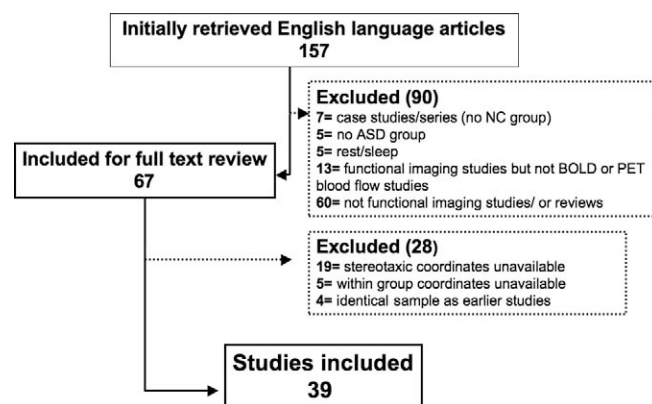 Initially retrieved English language articles
157
Excluded (90)
7= case studies/series (no NC group)
5= no ASD group
5= rest/sleep
13= functional imaging studies but not BOLD or PET
blood flow studies
60= not functional imaging studies/ or reviews
Included for full text review
67
Excluded (28)
19= stereotaxic coordinates unavailable
5= within group coordinates unavailable
4= identical sample as earlier studies
Studies included
39